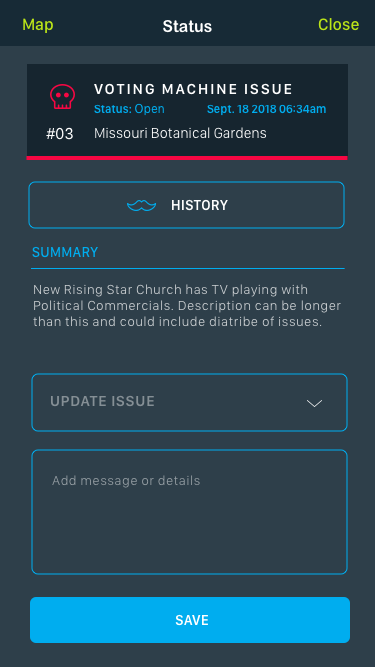 Map
Status
Close
VOTING MACHINE ISSUE
Status: Open
Sept. 18 2018 06:34am
#03
Missouri Botanical Gardens
HISTORY
SUMMARY
New Rising Star Church has TV playing with
Political Commercials. Description can be longer
than this and could include diatribe of issues.
UPDATE ISSUE
Add message or details
SAVE